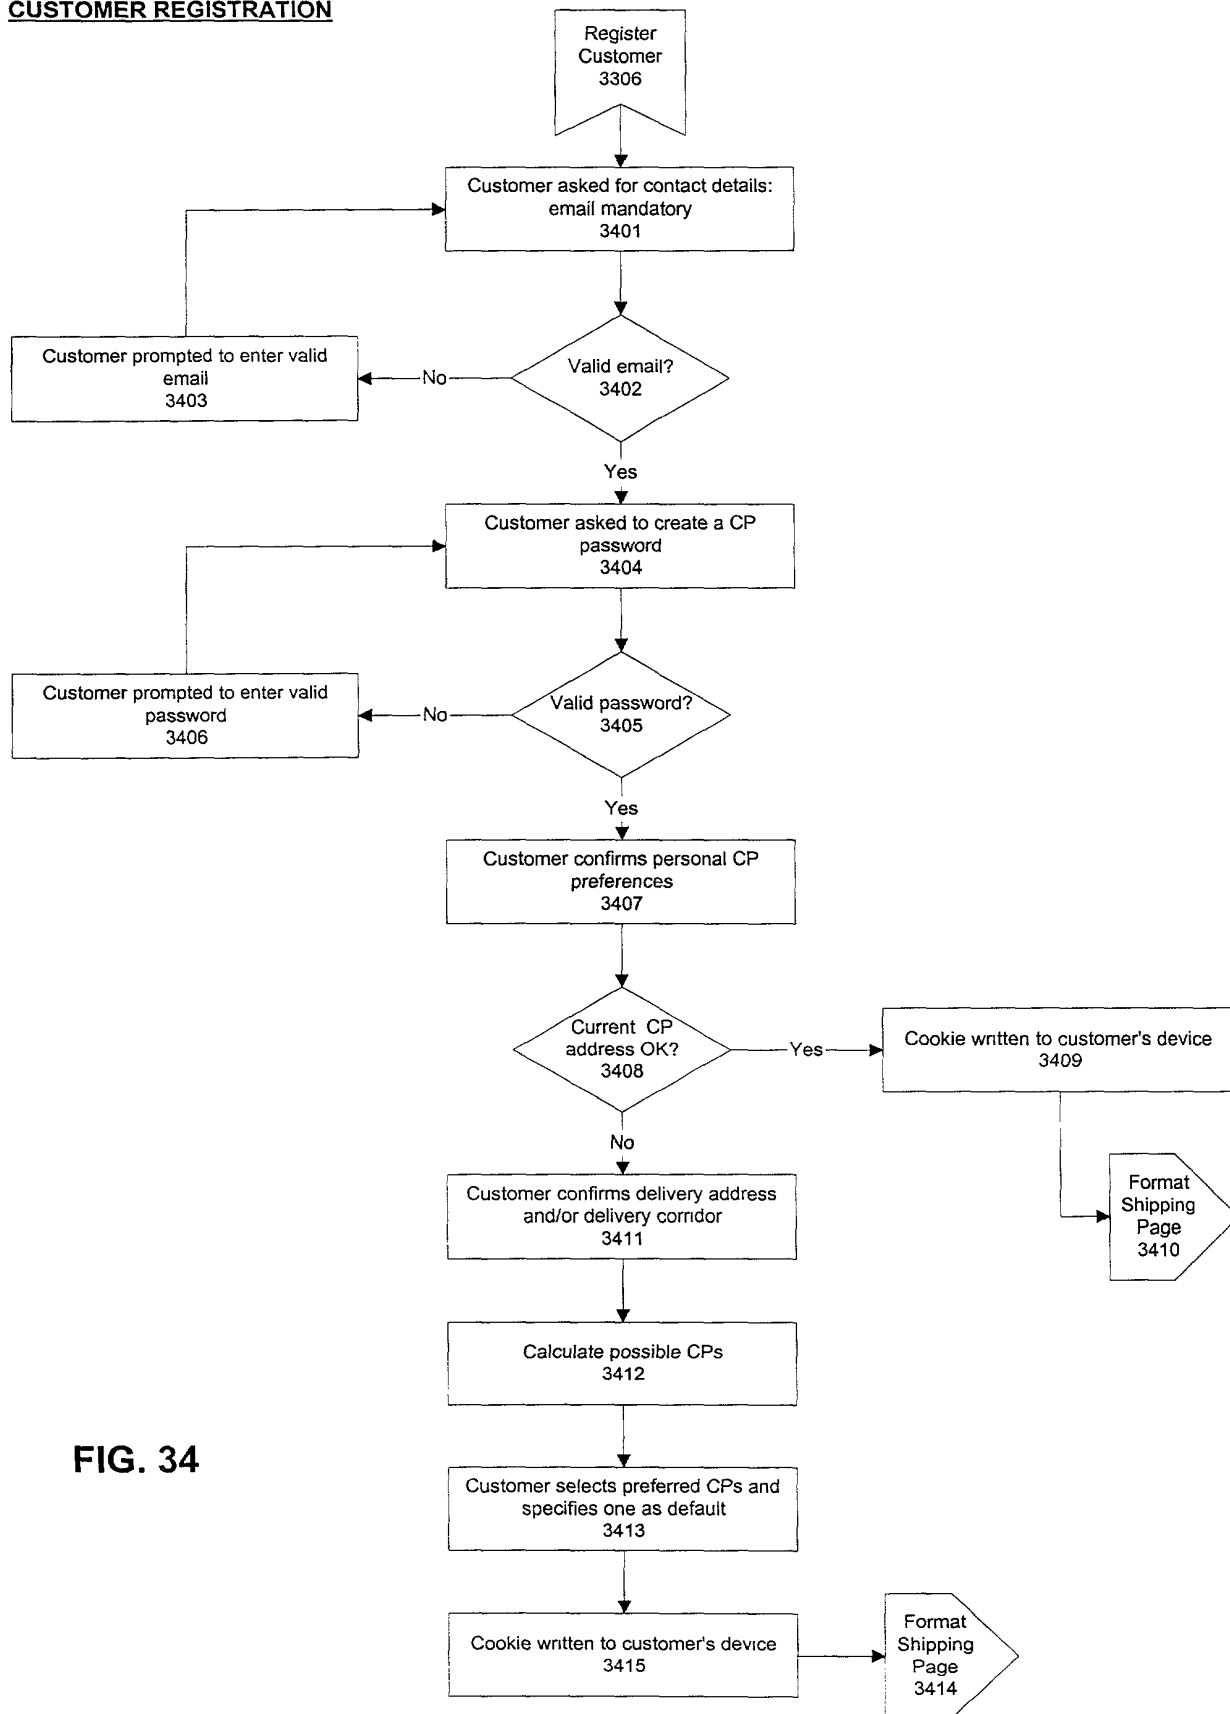 CUSTOMER REGISTRATION
Register
Customer
3306
Customer asked for contact details:
email mandatory
3401
Customer prompted to enter valid
email
3403
No
Valid email?
3402
Yes
Customer asked to create a CP
password
3404
Customer prompted to enter valid
password
3406
No
Valid password?
3405
Yes
Customer confirms personal CP
preferences
3407
Current CP
address OK?
3408
Yes
Cookie written to customer's device
3409
No
Format
Shipping
Page
3410
Customer confirms delivery address
and/or delivery corridor
3411
Calculate possible CPs
3412
FIG. 34
Customer selects preferred CPs and
specifies one as default
3413
Cookie written to customer's device
3415
Format
Shipping
Page
3414